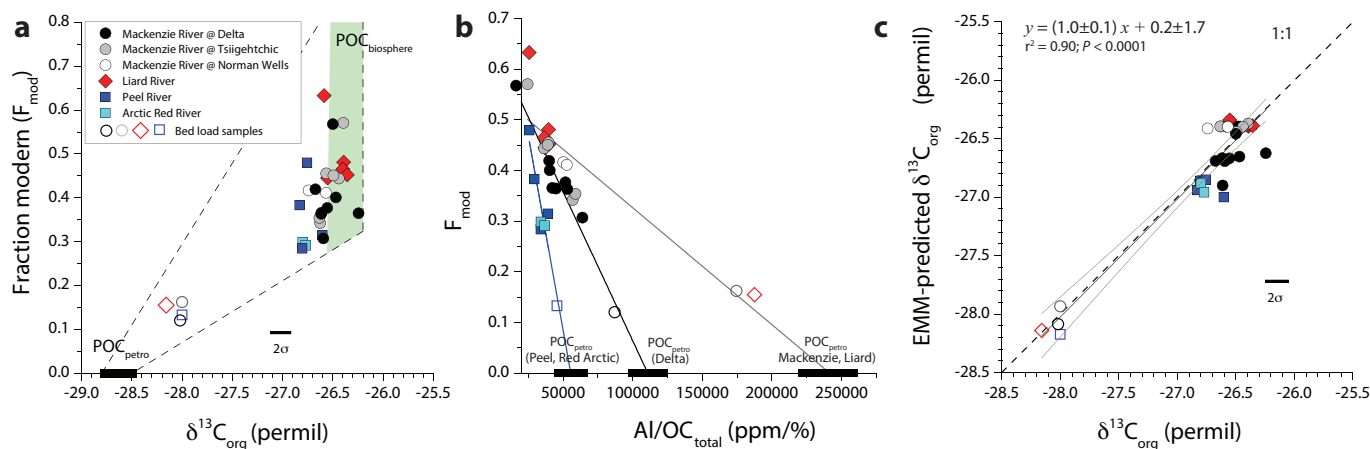 a
Fraction modern (F_mod)
0.8
0.7
0.6
0.5
0.4
0.3
0.2
0.1
0.0
Mackenzie River @ Delta
Mackenzie River @ Tsiigehtchic
Mackenzie River @ Norman Wells
Liard River
Peel River
Arctic Red River
Bed load samples
POC_biosphere
POC_petro
2σ
-29.0 -28.5 -28.0 -27.5 -27.0 -26.5 -26.0 -25.5
δ¹³C_org (permil)
b
F_mod
0.7
0.6
0.5
0.4
0.3
0.2
0.1
0.0
POC_petro
(Peel, Red Arctic)
POC_petro
(Delta)
POC_petro
Mackenzie, Liard)
50000 100000 150000 200000 250000
Al/OC_total (ppm/%)
c
EMM-predicted δ¹³C_org (permil)
-25.5
-26.0
-26.5
-27.0
-27.5
-28.0
-28.5
y = (1.0±0.1) x + 0.2±1.7
r² = 0.90; P < 0.0001
1:1
2σ
-28.5 -28.0 -27.5 -27.0 -26.5 -26.0 -25.5
δ¹³C_org (permil)